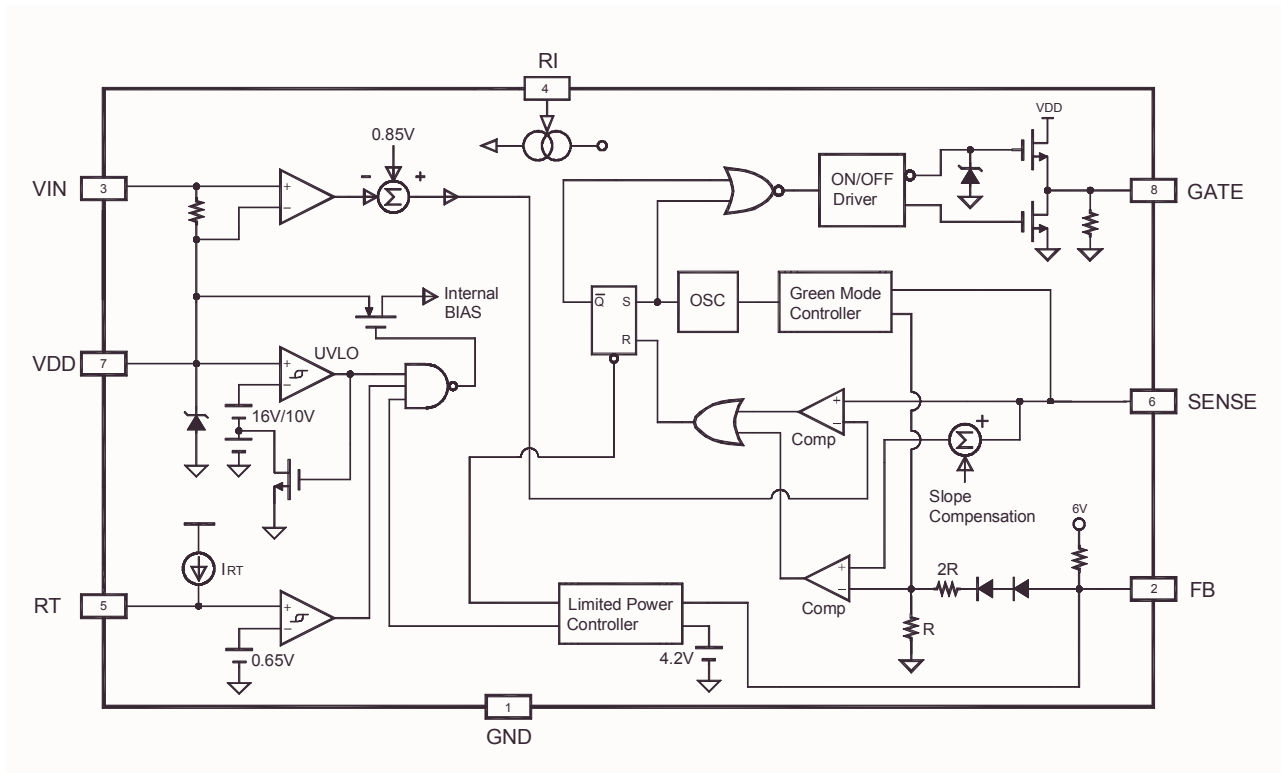 RI
4
VDD
0.85V
VIN
3
+
−
−
Σ
+
ON/OFF
Driver
8
GATE
Internal
BIAS
Q
S
R
OSC
Green Mode
Controller
VDD
7
UVLO
+
−
16V/10V
+
−
Comp
6
SENSE
Σ
+
Slope
Compensation
6V
IRT
RT
5
+
−
0.65V
Limited Power
Controller
4.2V
+
−
Comp
2R
R
2
FB
1
GND